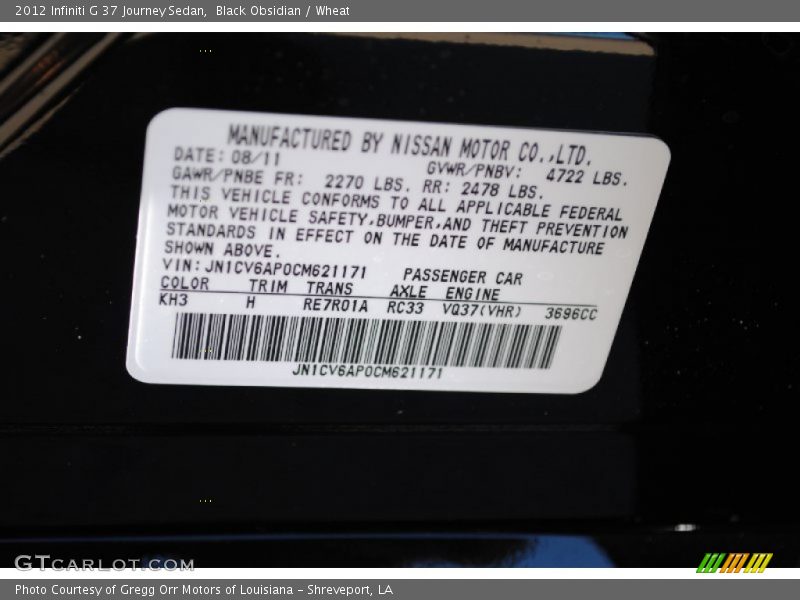 2012 Infiniti G 37 Journey Sedan, Black Obsidian / Wheat
MANUFACTURED BY NISSAN MOTOR CO.,LTD.
DATE: 08/11 GVWR/PNBV: 4722 LBS.
GAWR/PNBE FR: 2270 LBS. RR: 2478 LBS.
THIS VEHICLE CONFORMS TO ALL APPLICABLE FEDERAL
MOTOR VEHICLE SAFETY,BUMPER,AND THEFT PREVENTION
STANDARDS IN EFFECT ON THE DATE OF MANUFACTURE
SHOWN ABOVE.
VIN: JN1CV6AP0CM621171 PASSENGER CAR
COLOR TRIM TRANS AXLE ENGINE
KH3 H RE7R01A RC33 VQ37(VHR) 3696CC
JN1CV6AP0CM621171
GTCARLOT.COM
Photo Courtesy of Gregg Orr Motors of Louisiana - Shreveport, LA